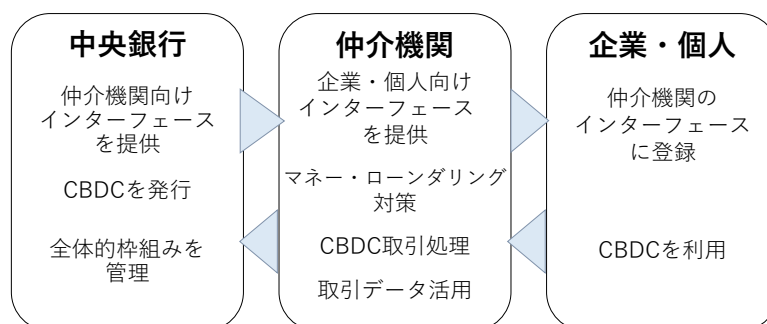 中央銀行
仲介機関向け
インターフェース
を提供
CBDCを発行
全体的枠組みを
管理
仲介機関
企業・個人向け
インターフェース
を提供
マネー・ローンダリング
対策
CBDC取引処理
取引データ活用
企業・個人
仲介機関の
インターフェース
に登録
CBDCを利用